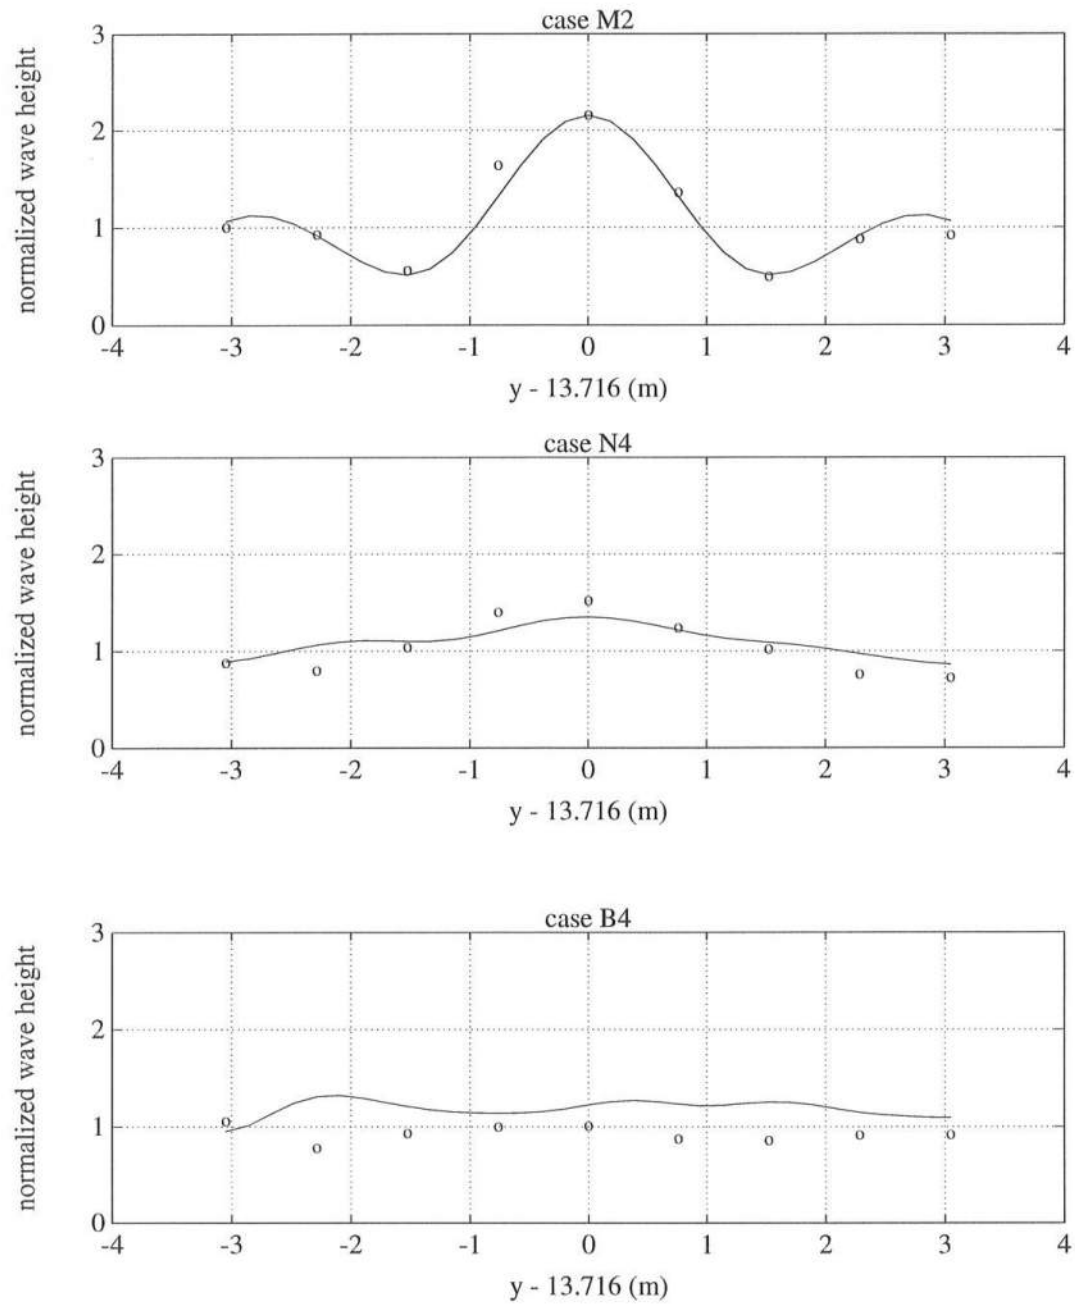 case M2
normalized wave height
3
2
1
0
-4 -3 -2 -1 0 1 2 3 4
y - 13.716 (m)
case N4
normalized wave height
3
2
1
0
-4 -3 -2 -1 0 1 2 3 4
y - 13.716 (m)
case B4
normalized wave height
3
2
1
0
-4 -3 -2 -1 0 1 2 3 4
y - 13.716 (m)